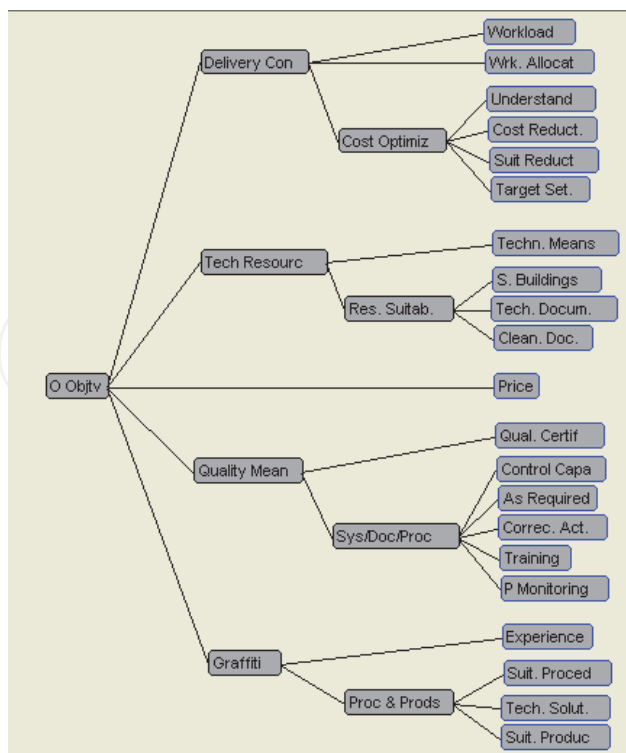 Workload
Delivery Con
Wrk. Allocat
Understand
Cost Optimiz
Cost Reduct.
Suit Reduct
Target Set.
Techn. Means
Tech Resourc
S. Buildings
Res. Suitab.
Tech. Docum.
Clean. Doc.
O Objtv
Price
Qual. Certif
Quality Mean
Control Capa
As Required
Sys/Doc/Proc
Correc. Act.
Training
P Monitoring
Experience
Graffiti
Suit. Proced
Proc & Prods
Tech. Solut.
Suit. Produc